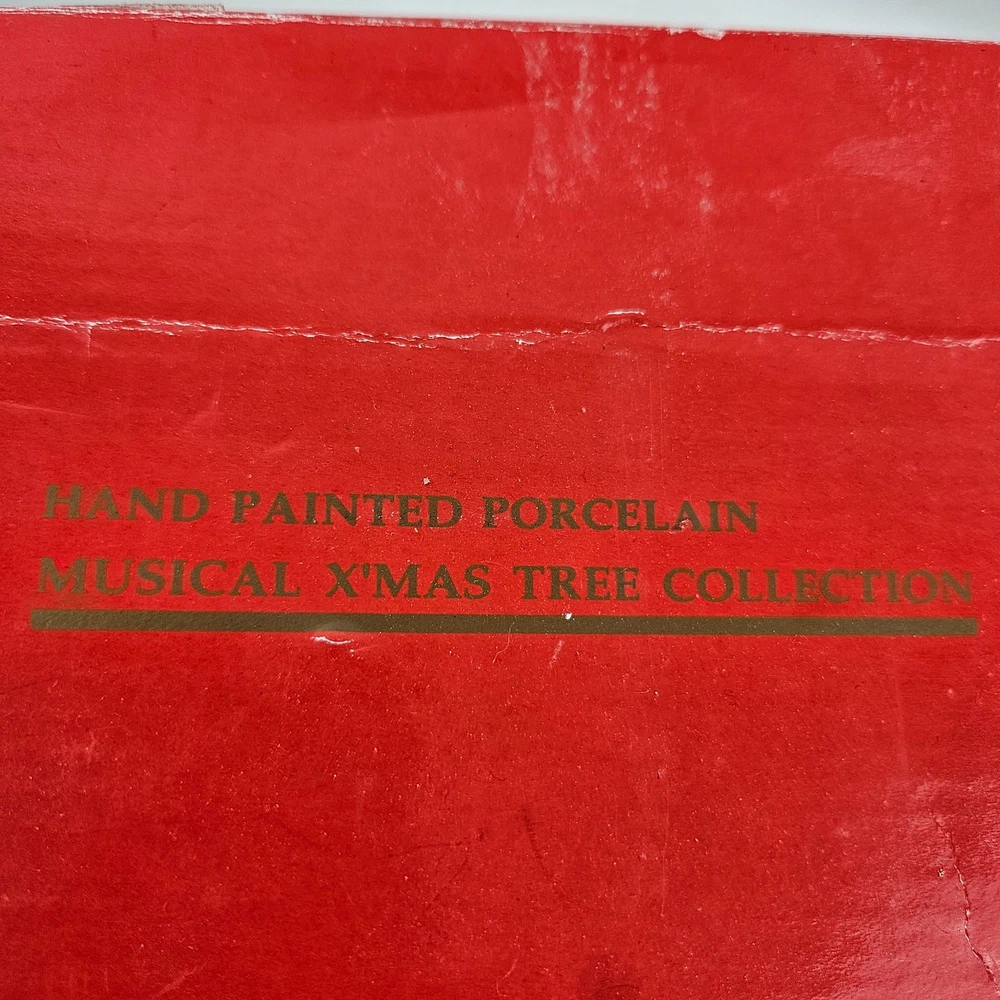 HAND PAINTED PORCELAIN
MUSICAL X'MAS TREE COLLECTION